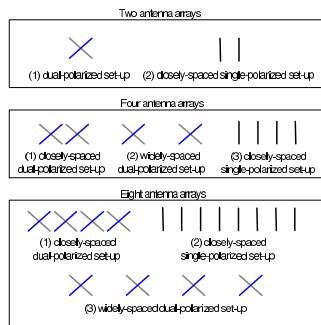 Two antenna arrays
(1) dual-polarized set-up (2) closely-spaced single-polarized set-up
Four antenna arrays
(1) closely-spaced (2) widely-spaced (3) closely-spaced
dual-polarized set-up dual-polarized set-up single-polarized set-up
Eight antenna arrays
(1) closely-spaced (2) closely-spaced
dual-polarized set-up single-polarized set-up
(3) widely-spaced dual-polarized set-up